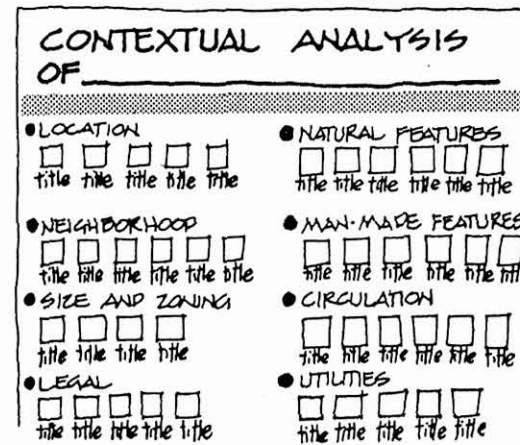 CONTEXTUAL ANALYSIS
OF
LOCATION
title title title title title
NEIGHBORHOOD
title title title title title title
SIZE AND ZONING
title title title title
LEGAL
title title title title title
NATURAL FEATURES
title title title title title title
MAN-MADE FEATURES
title title title title title title
CIRCULATION
title title title title title title
UTILITIES
title title title title title